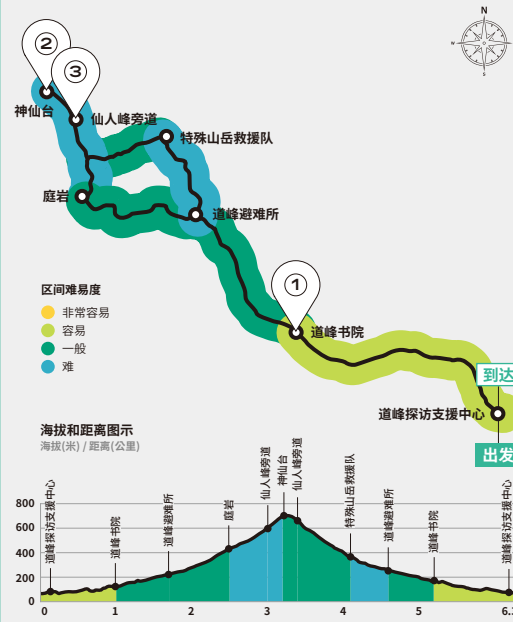 N
W
S
②
③
神仙台
仙人峰旁道
特殊山岳救援队
庭岩
道峰避难所
①
道峰书院
区间难易度
非常容易
容易
一般
难
到达
道峰探访支援中心
出发
海拔和距离图示
海拔(米) / 距离(公里)
道峰探访支援中心
道峰书院
道峰避难所
庭岩
仙人峰旁道
神仙台
仙人峰旁道
特殊山岳救援队
道峰避难所
道峰书院
道峰探访支援中心
800
600
400
200
0
0 1 2 3 4 5